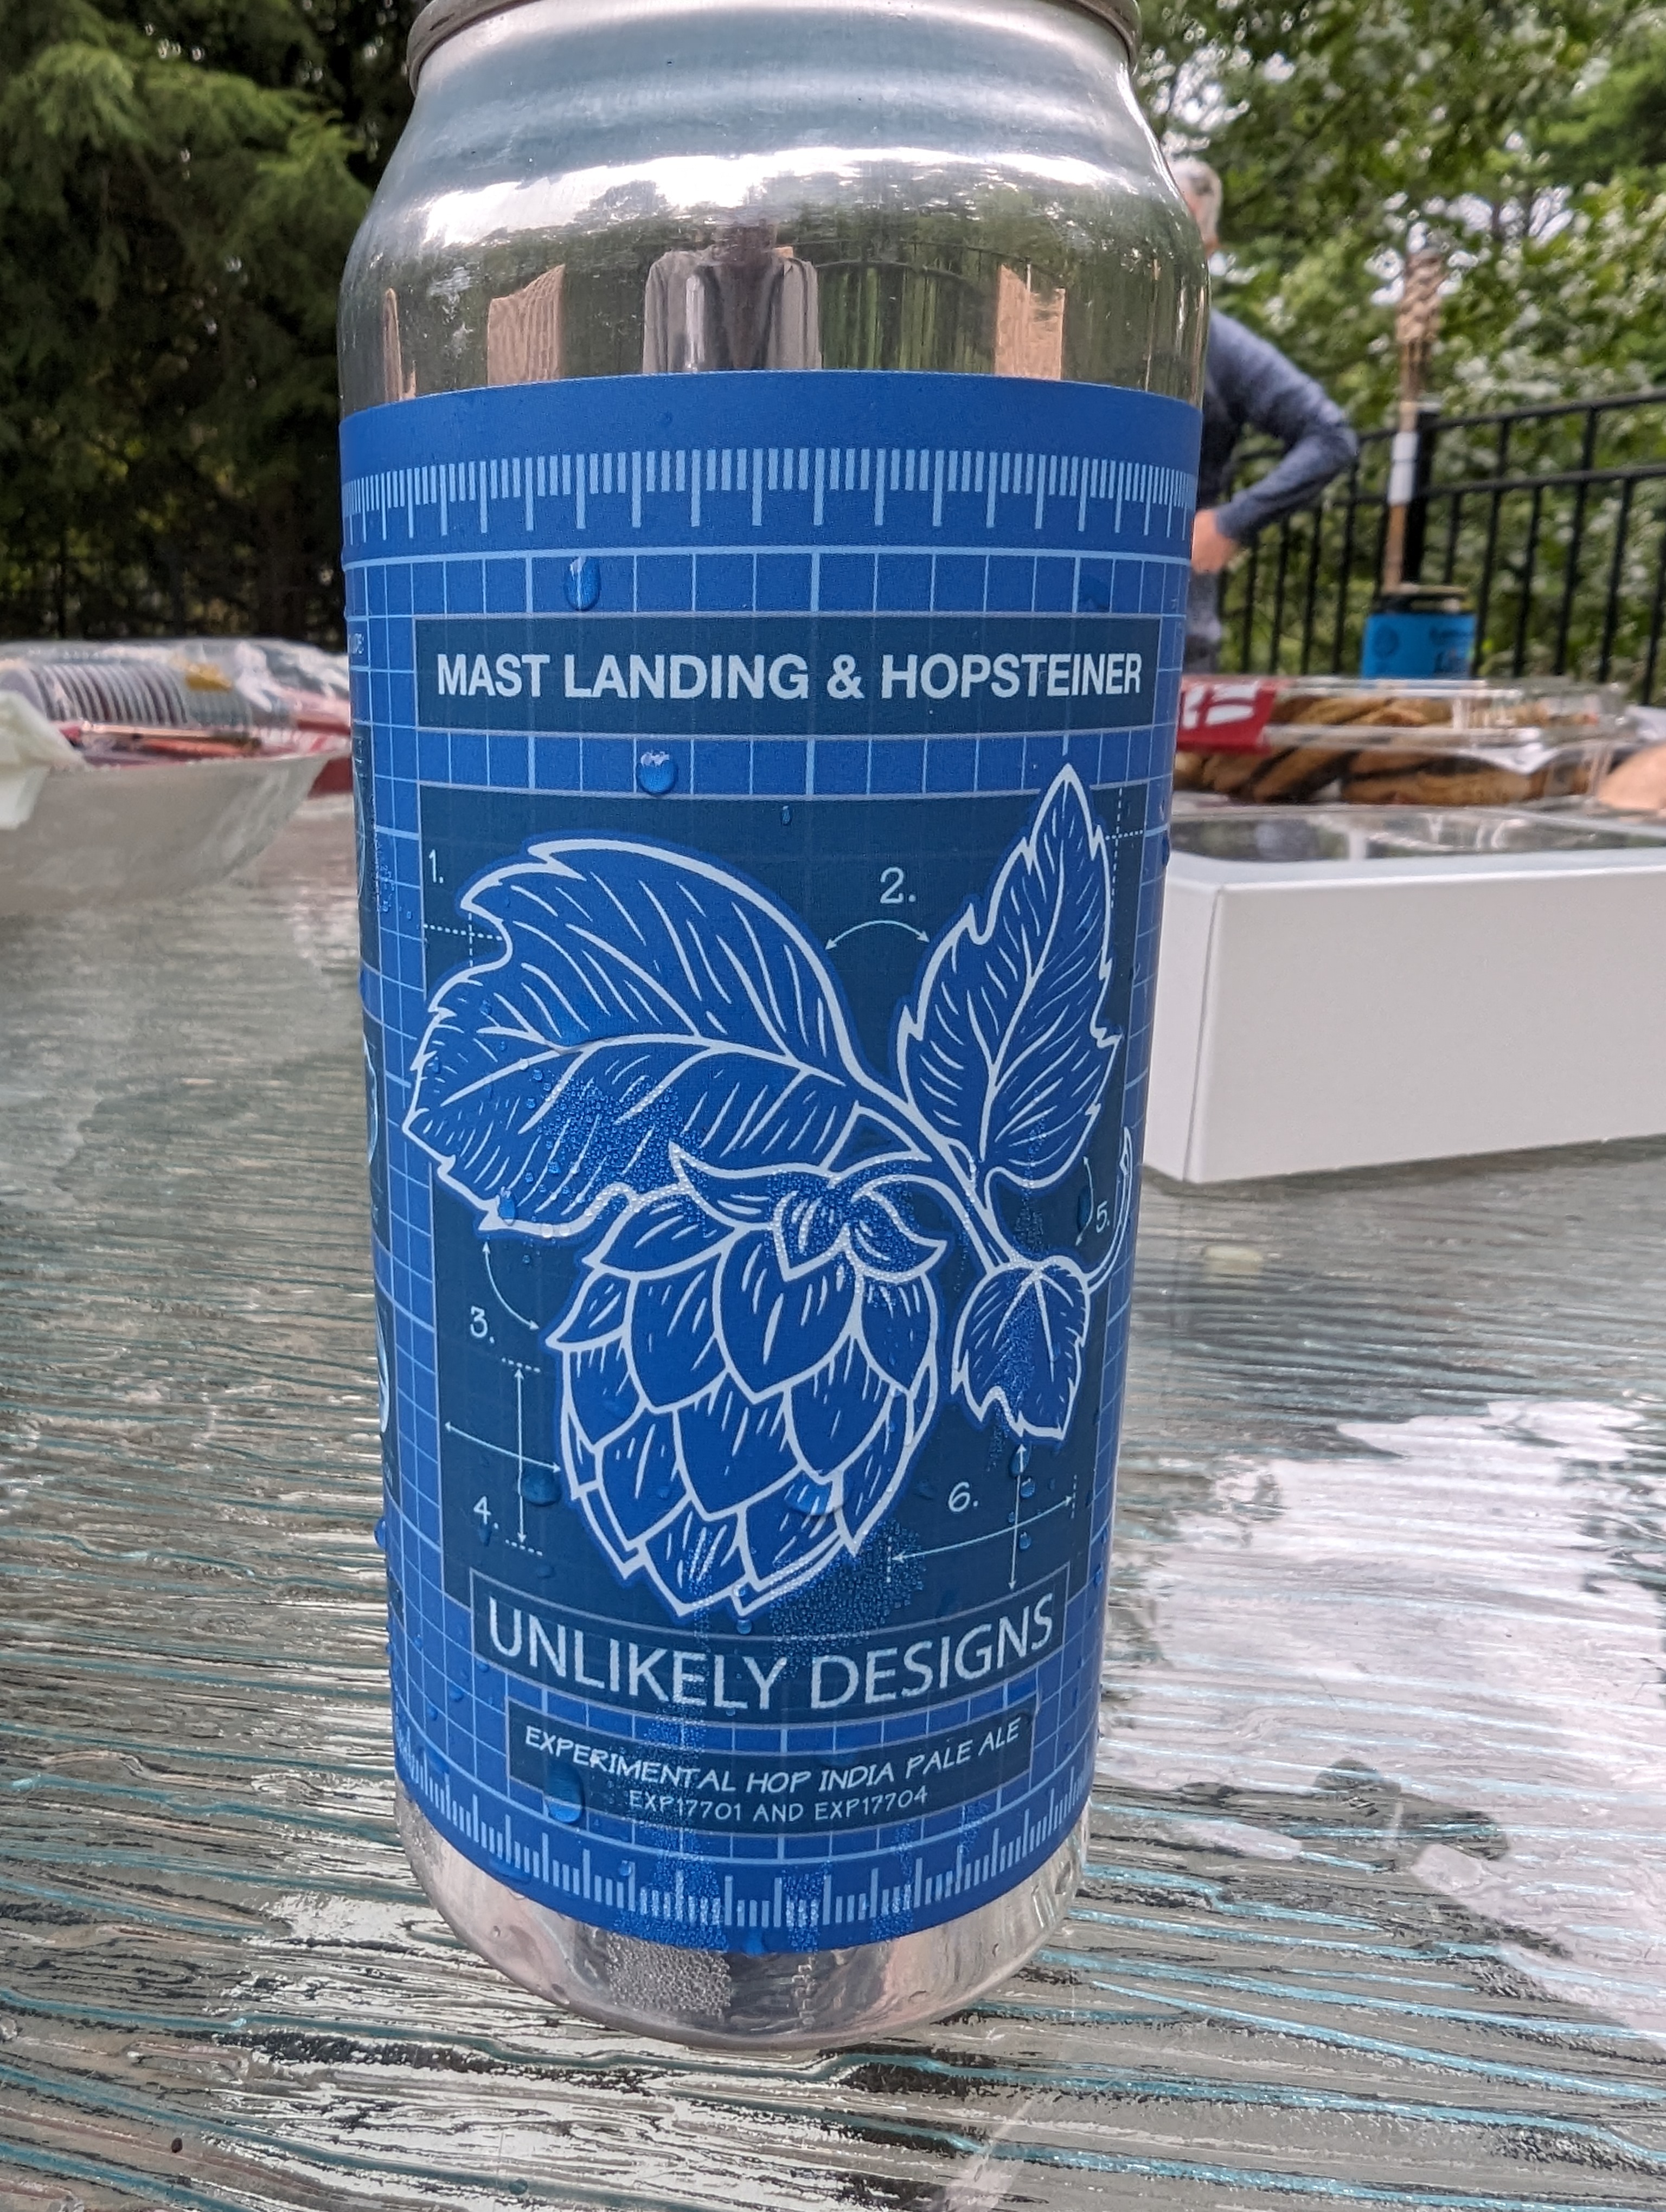 MAST LANDING & HOPSTEINER
1.
2.
5.
3.
4.
6.
UNLIKELY DESIGNS
EXPERIMENTAL HOP INDIA PALE ALE
EXP17701 AND EXP17704